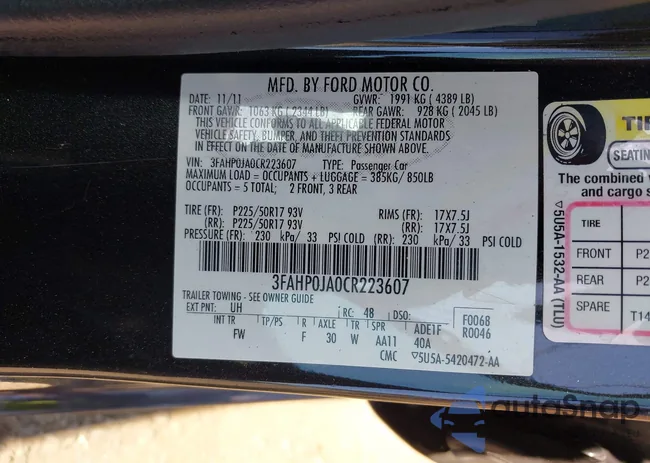 MFD. BY FORD MOTOR CO.
DATE: 11/11 GVWR: 1991 KG ( 4389 LB)
FRONT GAWR: 1063 KG ( 2344 LB) REAR GAWR: 928 KG ( 2045 LB)
THIS VEHICLE CONFORMS TO ALL APPLICABLE FEDERAL MOTOR
VEHICLE SAFETY, BUMPER, AND THEFT PREVENTION STANDARDS
IN EFFECT ON THE DATE OF MANUFACTURE SHOWN ABOVE.
VIN: 3FAHP0JA0CR223607 TYPE: Passenger Car
MAXIMUM LOAD = OCCUPANTS + LUGGAGE = 385KG/ 850LB
OCCUPANTS = 5 TOTAL: 2 FRONT, 3 REAR
TIRE (FR): P225/50R17 93V RIMS (FR): 17X7.5J
(RR): P225/50R17 93V (RR): 17X7.5J
PRESSURE (FR): 230 kPa/ 33 PSI COLD (RR): 230 kPa/ 33 PSI COLD
3FAHP0JA0CR223607
TRAILER TOWING - SEE OWNER GUIDE
EXT PNT: UH RC: 48 DSO: F0068
INT TR TP/PS R AXLE TR SPR ADE1F R0046
FW F 30 W AA11 40A
CMC ▽5U5A-5420472-AA
TIR
SEATIN
The combined
and cargo s
▽5U5A-1532-AA (TLU)
TIRE
FRONT P2
REAR P2
SPARE T14
autoSnap